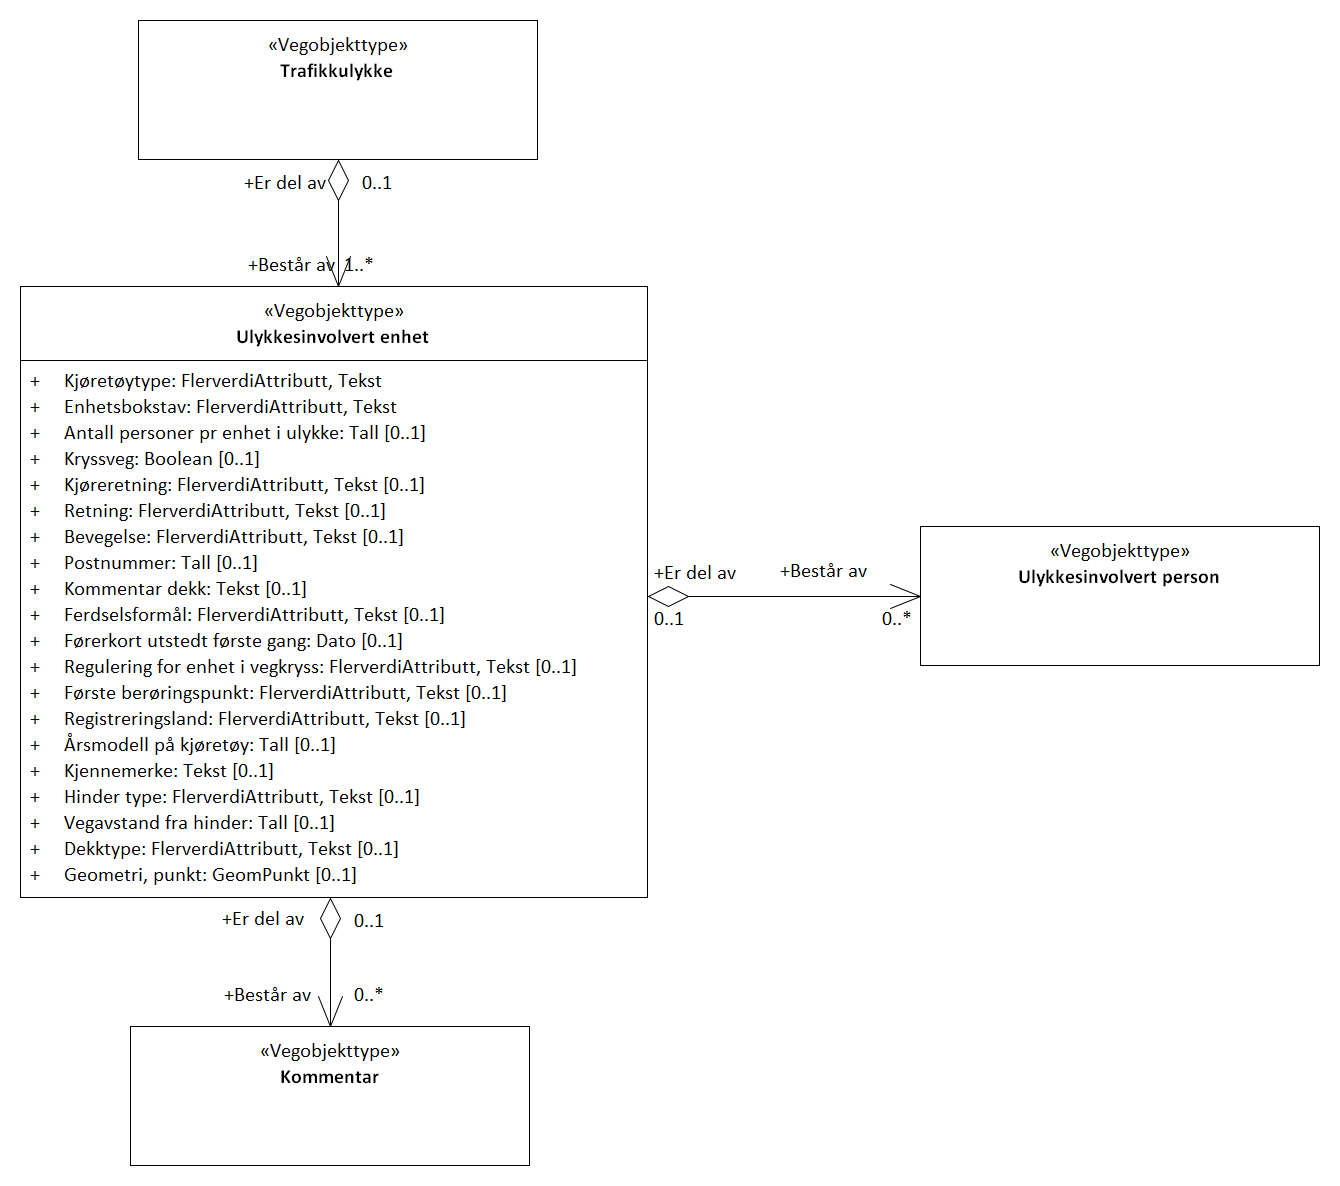 «Vegobjekttype»
Trafikkulykke
+Er del av 0..1
+Består av 1..*
«Vegobjekttype»
Ulykkesinvolvert enhet
+ Kjøretøytype: FlerverdiAttributt, Tekst
+ Enhetsbokstav: FlerverdiAttributt, Tekst
+ Antall personer pr enhet i ulykke: Tall [0..1]
+ Kryssveg: Boolean [0..1]
+ Kjøreretning: FlerverdiAttributt, Tekst [0..1]
+ Retning: FlerverdiAttributt, Tekst [0..1]
+ Bevegelse: FlerverdiAttributt, Tekst [0..1]
+ Postnummer: Tall [0..1]
+ Kommentar dekk: Tekst [0..1]
+ Ferdselsformål: FlerverdiAttributt, Tekst [0..1]
+ Førerkort utstedt første gang: Dato [0..1]
+ Regulering for enhet i vegkryss: FlerverdiAttributt, Tekst [0..1]
+ Første berøringspunkt: FlerverdiAttributt, Tekst [0..1]
+ Registreringsland: FlerverdiAttributt, Tekst [0..1]
+ Årsmodell på kjøretøy: Tall [0..1]
+ Kjennemerke: Tekst [0..1]
+ Hinder type: FlerverdiAttributt, Tekst [0..1]
+ Vegavstand fra hinder: Tall [0..1]
+ Dekktype: FlerverdiAttributt, Tekst [0..1]
+ Geometri, punkt: GeomPunkt [0..1]
+Er del av +Består av
0..1 0..*
«Vegobjekttype»
Ulykkesinvolvert person
+Er del av 0..1
+Består av 0..*
«Vegobjekttype»
Kommentar